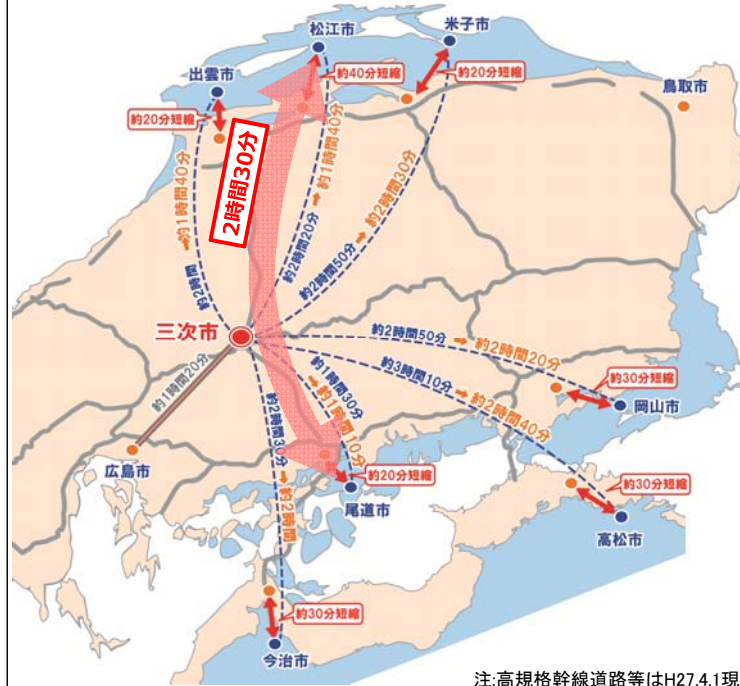 松江市
米子市
出雲市
約40分短縮
約20分短縮
鳥取市
約20分短縮
2時間30分
約2時間➡約1時間40分
約2時間20分➡約1時間40分
約2時間50分➡約2時間30分
三次市
約2時間50分➡約2時間20分
約3時間10分➡約2時間40分
約1時間20分
約1時間30分➡約1時間10分
約2時間30分➡約2時間
約30分短縮
岡山市
広島市
約20分短縮
尾道市
約30分短縮
高松市
約30分短縮
今治市
注:高規格幹線道路等はH27.4.1現